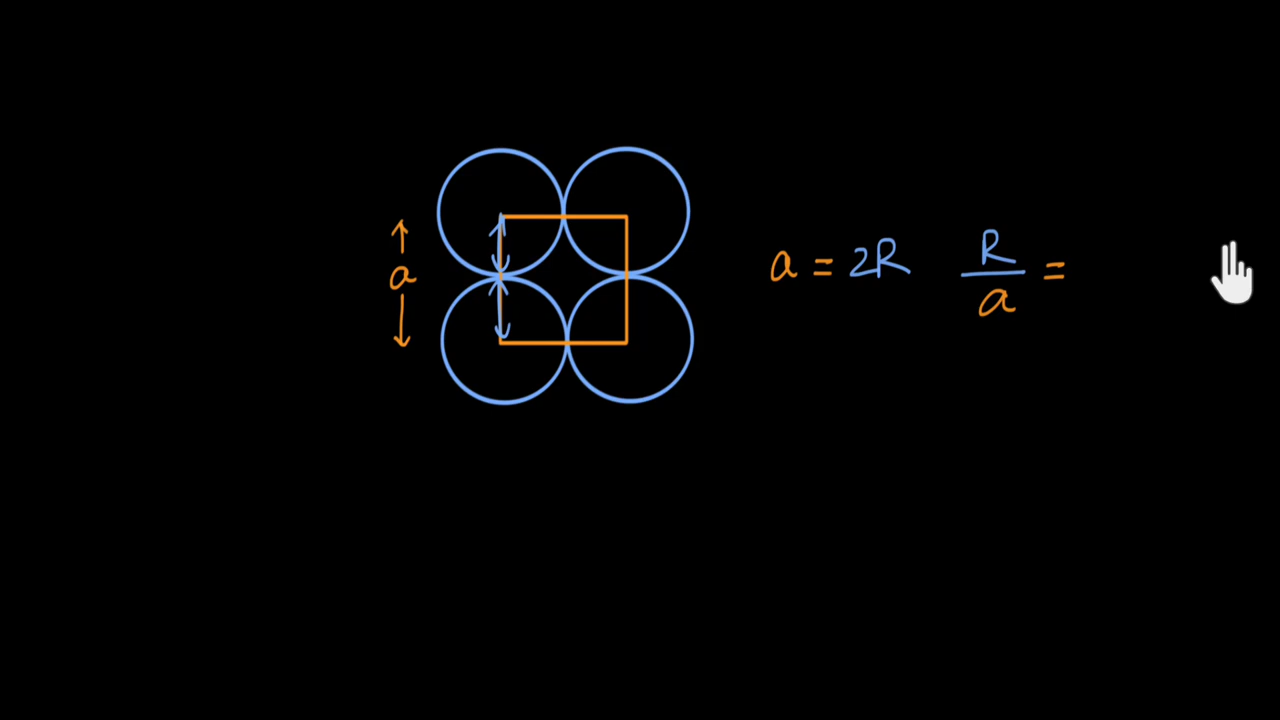 a
a = 2R
R/a =